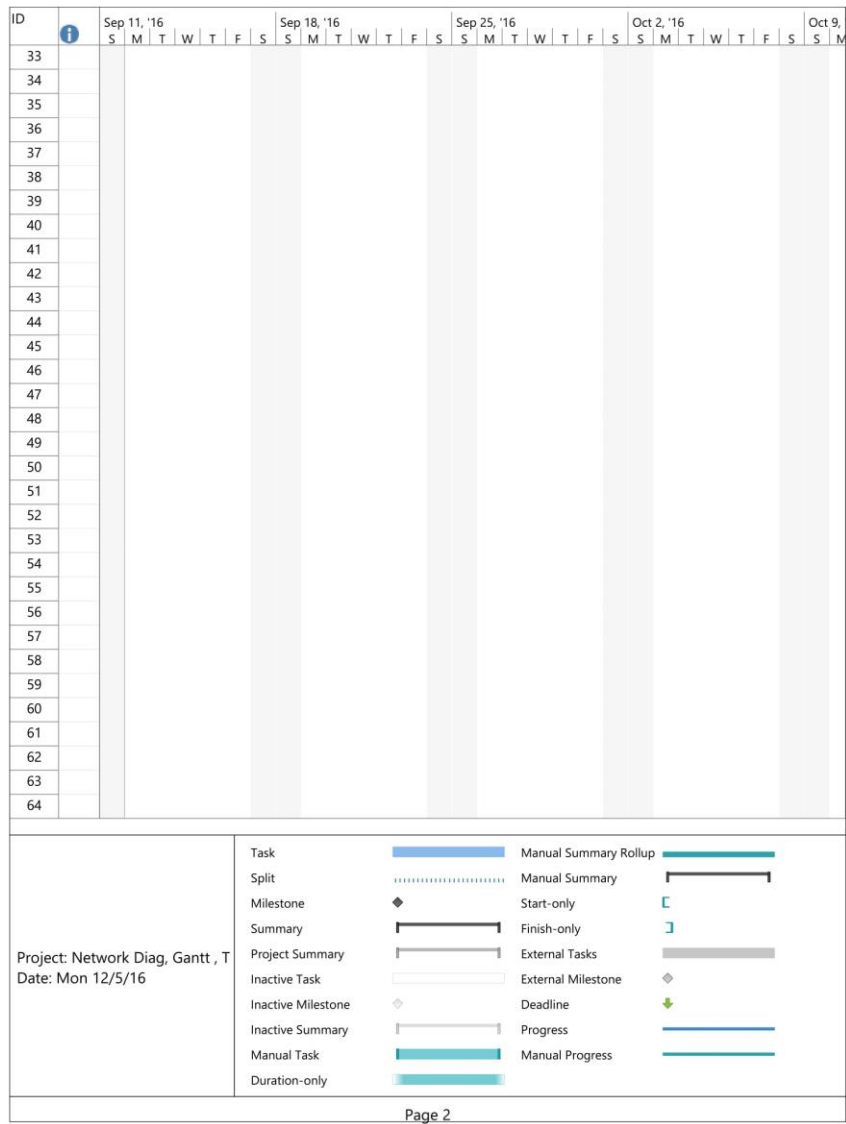 ID
Sep 11, '16 Sep 18, '16 Sep 25, '16 Oct 2, '16 Oct 9,
S M T W T F S S M T W T F S S M T W T F S S M T W T F S S M
33
34
35
36
37
38
39
40
41
42
43
44
45
46
47
48
49
50
51
52
53
54
55
56
57
58
59
60
61
62
63
64
Project: Network Diag, Gantt , T
Date: Mon 12/5/16
Task
Split
Milestone
Summary
Project Summary
Inactive Task
Inactive Milestone
Inactive Summary
Manual Task
Duration-only
Manual Summary Rollup
Manual Summary
Start-only
Finish-only
External Tasks
External Milestone
Deadline
Progress
Manual Progress
Page 2